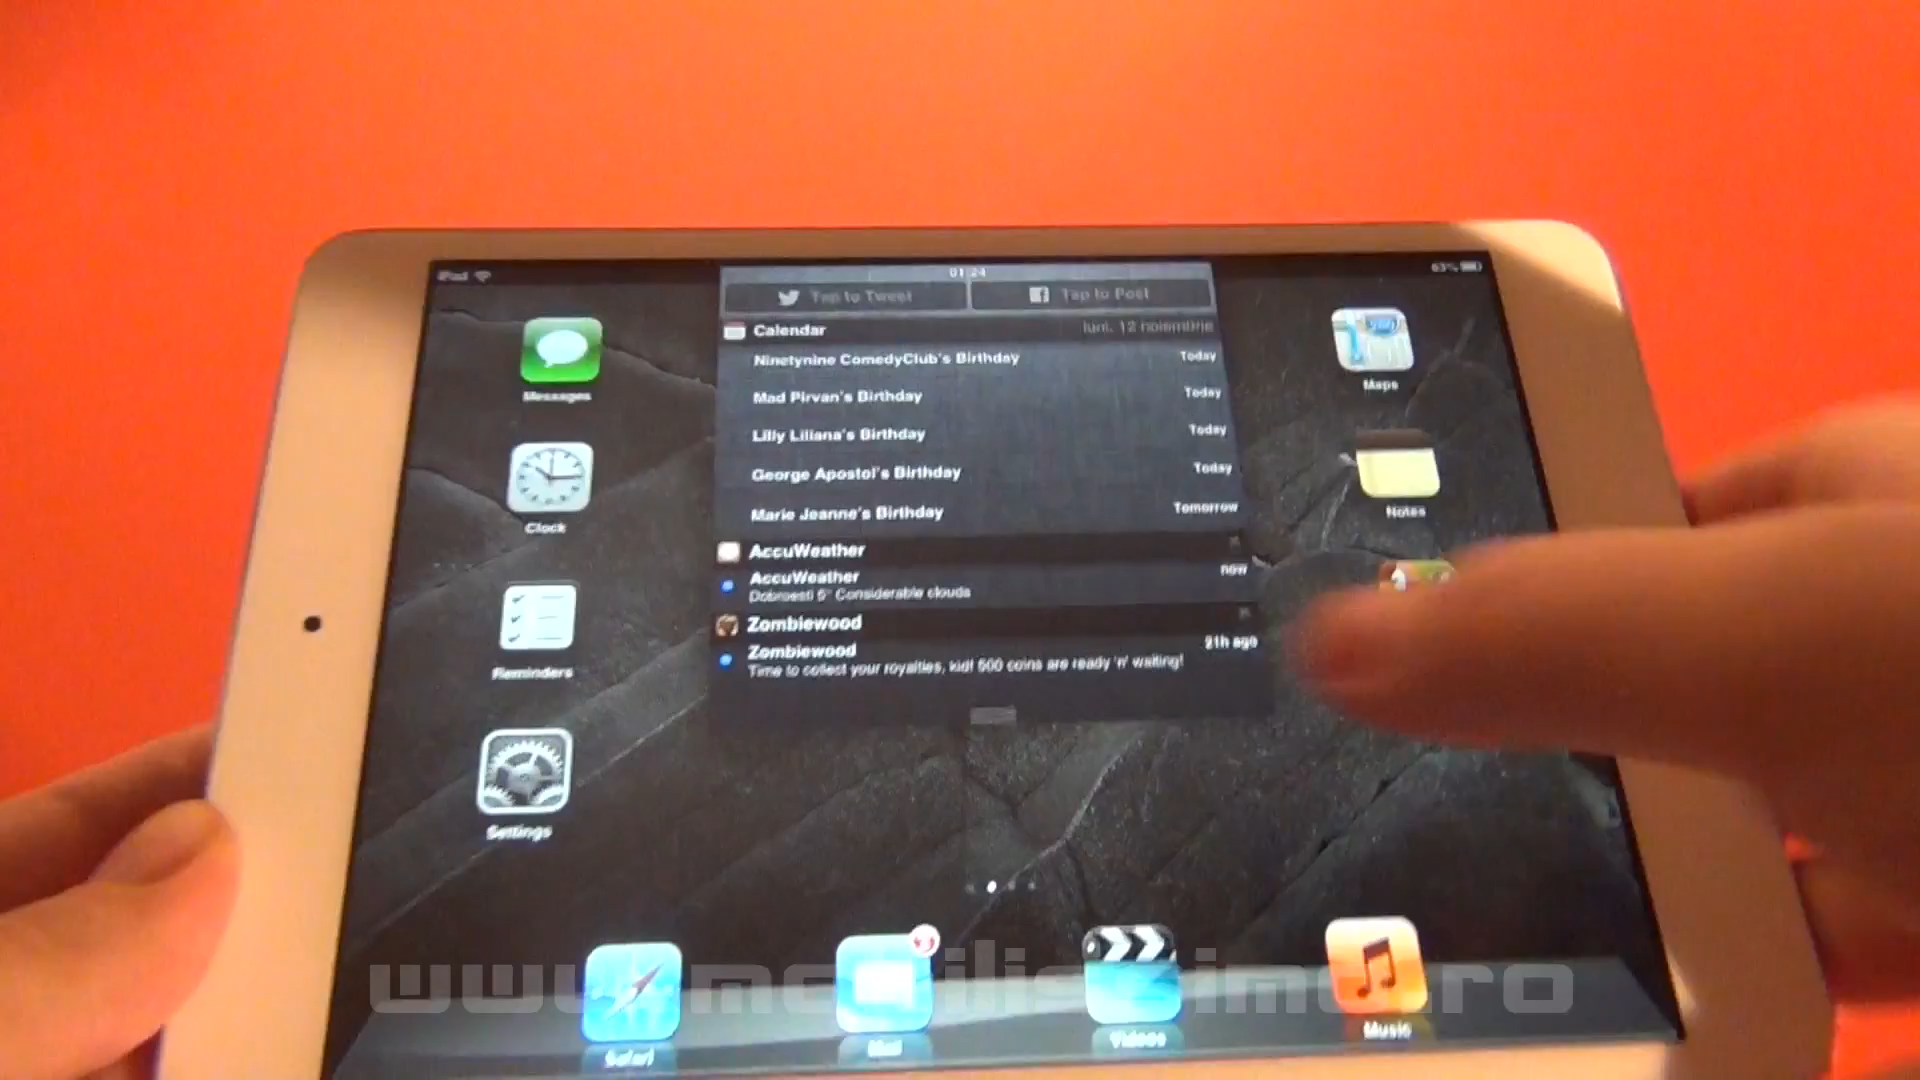 iPad
01:24
63%
Tap to Tweet
Tap to Post
Calendar
luni, 12 noiembrie
Ninetynine ComedyClub's Birthday
Today
Mad Pirvan's Birthday
Today
Lilly Liliana's Birthday
Today
George Apostol's Birthday
Today
Marie Jeanne's Birthday
Tomorrow
AccuWeather
AccuWeather
now
Dobroesti 5° Considerable clouds
Zombiewood
Zombiewood
21h ago
Time to collect your royalties, kid! 500 coins are ready 'n' waiting!
Messages
Maps
Clock
Notes
Reminders
Settings
Safari
Mail
Videos
Music
www.mobilissimo.ro